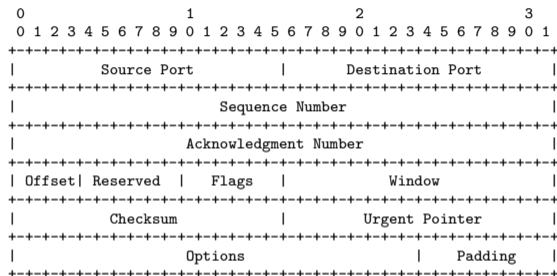 0                   1                   2                   3
 0 1 2 3 4 5 6 7 8 9 0 1 2 3 4 5 6 7 8 9 0 1 2 3 4 5 6 7 8 9 0 1
+-+-+-+-+-+-+-+-+-+-+-+-+-+-+-+-+-+-+-+-+-+-+-+-+-+-+-+-+-+-+-+-+
|          Source Port          |       Destination Port        |
+-+-+-+-+-+-+-+-+-+-+-+-+-+-+-+-+-+-+-+-+-+-+-+-+-+-+-+-+-+-+-+-+
|                        Sequence Number                        |
+-+-+-+-+-+-+-+-+-+-+-+-+-+-+-+-+-+-+-+-+-+-+-+-+-+-+-+-+-+-+-+-+
|                    Acknowledgment Number                      |
+-+-+-+-+-+-+-+-+-+-+-+-+-+-+-+-+-+-+-+-+-+-+-+-+-+-+-+-+-+-+-+-+
| Offset| Reserved  |   Flags   |            Window             |
+-+-+-+-+-+-+-+-+-+-+-+-+-+-+-+-+-+-+-+-+-+-+-+-+-+-+-+-+-+-+-+-+
|           Checksum            |         Urgent Pointer        |
+-+-+-+-+-+-+-+-+-+-+-+-+-+-+-+-+-+-+-+-+-+-+-+-+-+-+-+-+-+-+-+-+
|                    Options                    |    Padding    |